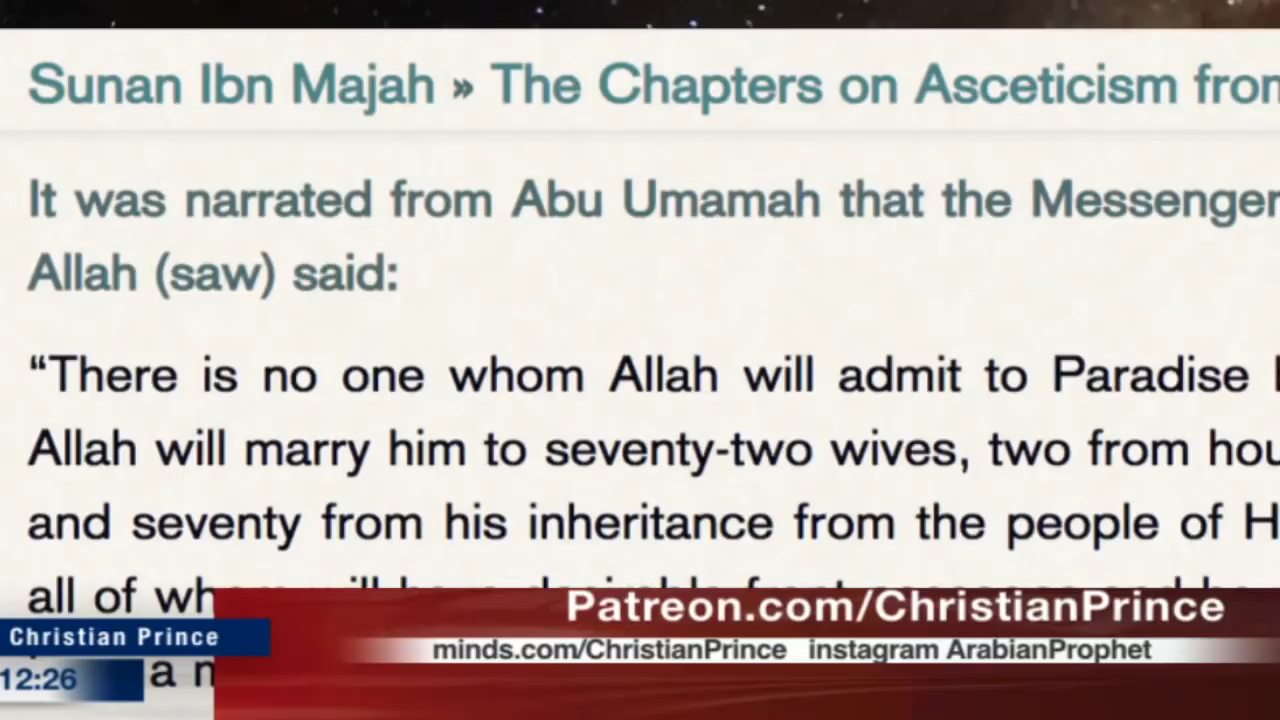 Sunan Ibn Majah » The Chapters on Asceticism from
It was narrated from Abu Umamah that the Messenger
Allah (saw) said:
“There is no one whom Allah will admit to Paradise
Allah will marry him to seventy-two wives, two from
and seventy from his inheritance from the people of
all of
Patreon.com/ChristianPrince
Christian Prince
minds.com/ChristianPrince instagram ArabianProphet
12:26
a